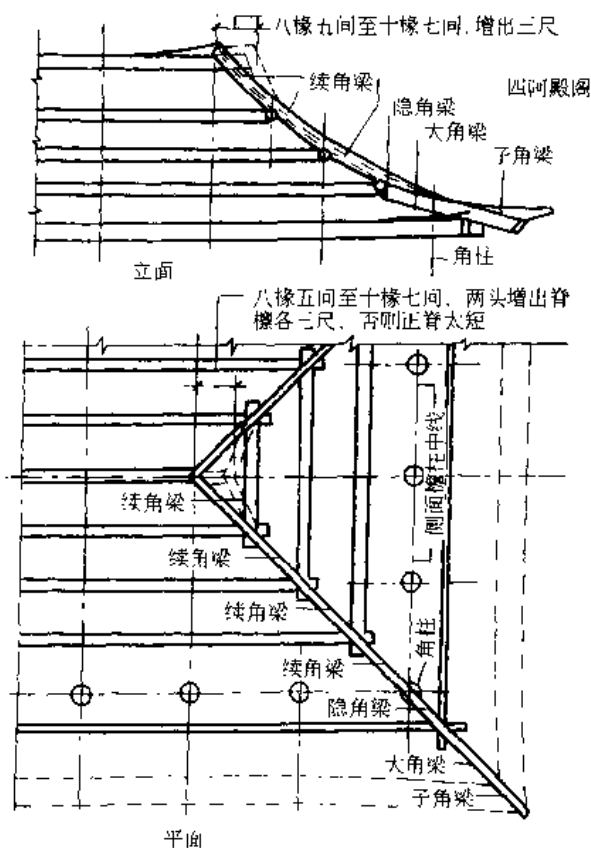 八椽五间至十椽七间，增出三尺
续角梁
四阿殿阁
隐角梁
大角梁
子角梁
角柱
立面
八椽五间至十椽七间、两头增出脊
槫各三尺、否则正脊太短
侧面檐柱中线
续角梁
续角梁
续角梁
角柱
续角梁
隐角梁
大角梁
子角梁
平面